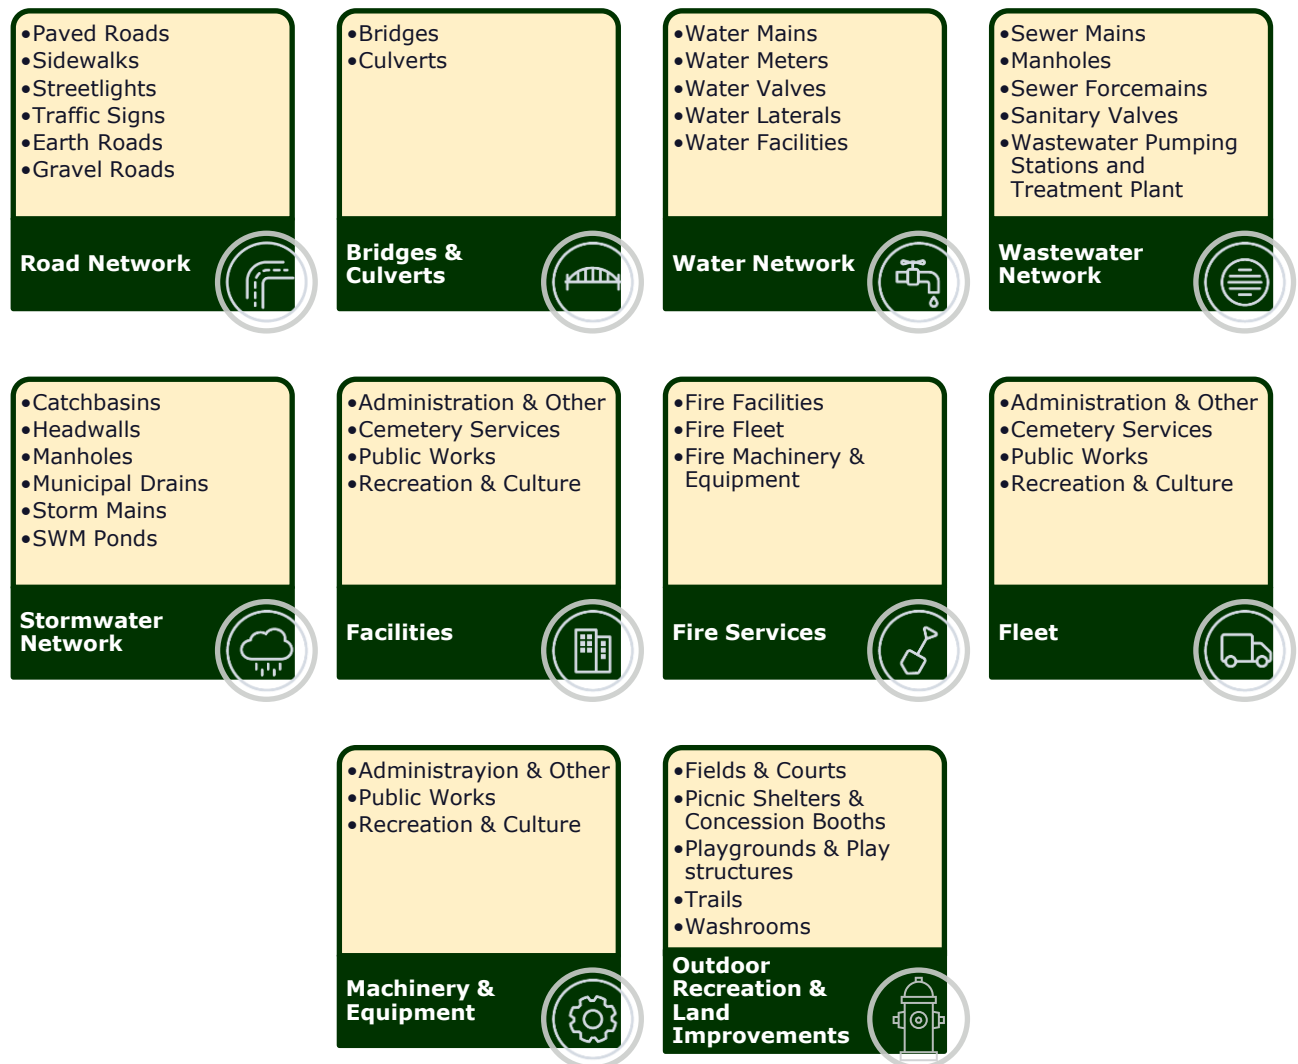 •Paved Roads
•Sidewalks
•Streetlights
•Traffic Signs
•Earth Roads
•Gravel Roads
Road Network
•Bridges
•Culverts
Bridges &
Culverts
•Water Mains
•Water Meters
•Water Valves
•Water Laterals
•Water Facilities
Water Network
•Sewer Mains
•Manholes
•Sewer Forcemains
•Sanitary Valves
•Wastewater Pumping
Stations and
Treatment Plant
Wastewater
Network
•Catchbasins
•Headwalls
•Manholes
•Municipal Drains
•Storm Mains
•SWM Ponds
Stormwater
Network
•Administration & Other
•Cemetery Services
•Public Works
•Recreation & Culture
Facilities
•Fire Facilities
•Fire Fleet
•Fire Machinery &
Equipment
Fire Services
•Administration & Other
•Cemetery Services
•Public Works
•Recreation & Culture
Fleet
•Administrayion & Other
•Public Works
•Recreation & Culture
Machinery &
Equipment
•Fields & Courts
•Picnic Shelters &
Concession Booths
•Playgrounds & Play
structures
•Trails
•Washrooms
Outdoor
Recreation &
Land
Improvements